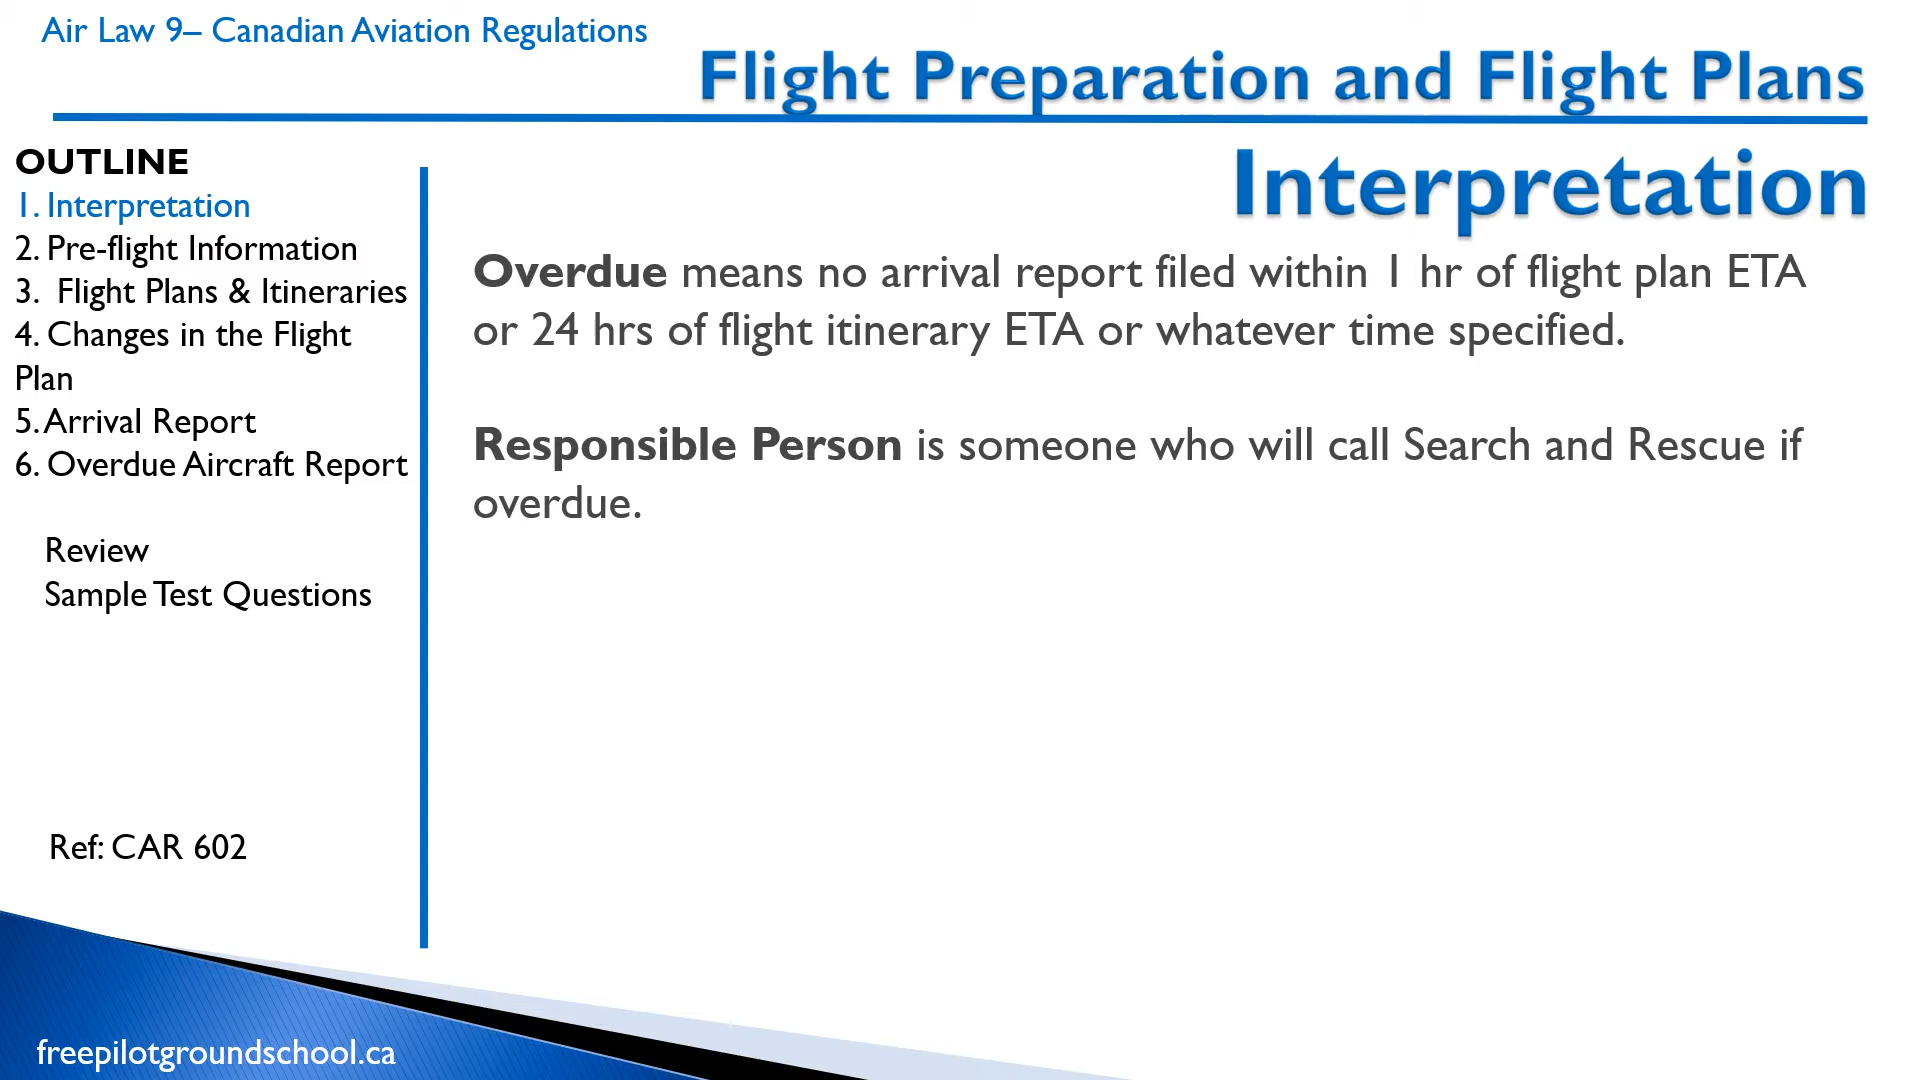 Air Law 9– Canadian Aviation Regulations
Flight Preparation and Flight Plans
OUTLINE
1. Interpretation
2. Pre-flight Information
3.  Flight Plans & Itineraries
4. Changes in the Flight
Plan
5. Arrival Report
6. Overdue Aircraft Report
Review
Sample Test Questions
Ref: CAR 602
Interpretation
Overdue means no arrival report filed within 1 hr of flight plan ETA
or 24 hrs of flight itinerary ETA or whatever time specified.
Responsible Person is someone who will call Search and Rescue if
overdue.
freepilotgroundschool.ca